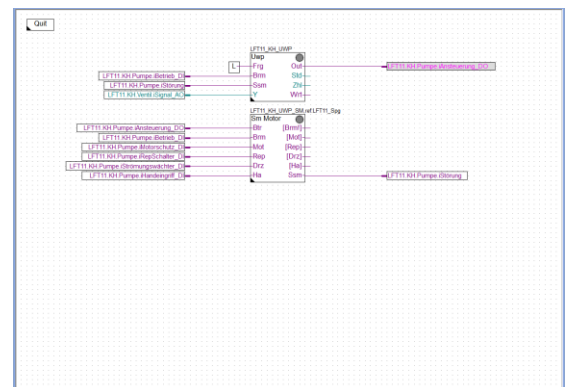 Quit
LFT11_KH_UWP
Uwp
L Frg Out LFT11.KH.Pumpe.iAnsteuerung_DO
LFT11.KH.Pumpe.iBetrieb_DI Brm Std
LFT11.KH.Pumpe.iStörung Ssm Zht
LFT11.KH.Ventil.iSignal_AO Y Wrt
LFT11_KH_UWP_SM.ref.LFT11_Spg
Sm Motor
LFT11.KH.Pumpe.iAnsteuerung_DO Btr [Brmf]
LFT11.KH.Pumpe.iBetrieb_DI Brm [Mot]
LFT11.KH.Pumpe.iMotorschutz_DI Mot [Rep]
LFT11.KH.Pumpe.iRepSchalter_DI Rep [Drz]
LFT11.KH.Pumpe.iStrömungswächter_DI Drz [Ha]
LFT11.KH.Pumpe.iHandeingriff_DI Ha Ssm LFT11.KH.Pumpe.iStörung